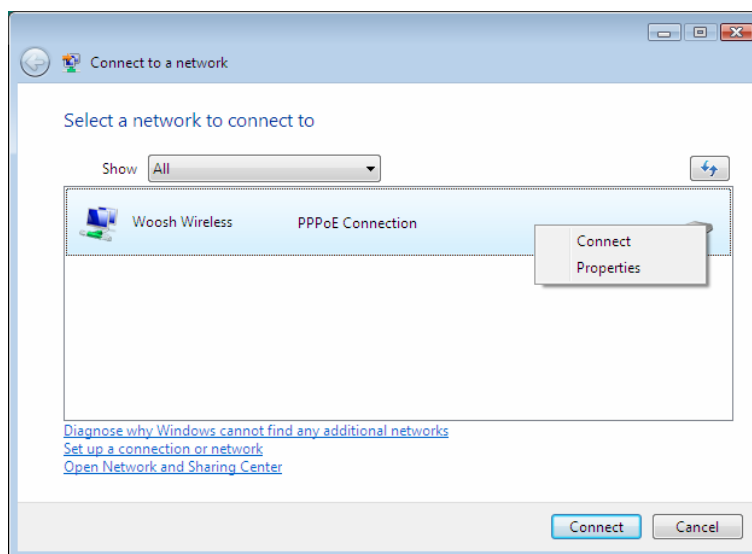 Connect to a network
Select a network to connect to
Show All
Woosh Wireless PPPoE Connection
Connect
Properties
Diagnose why Windows cannot find any additional networks
Set up a connection or network
Open Network and Sharing Center
Connect Cancel